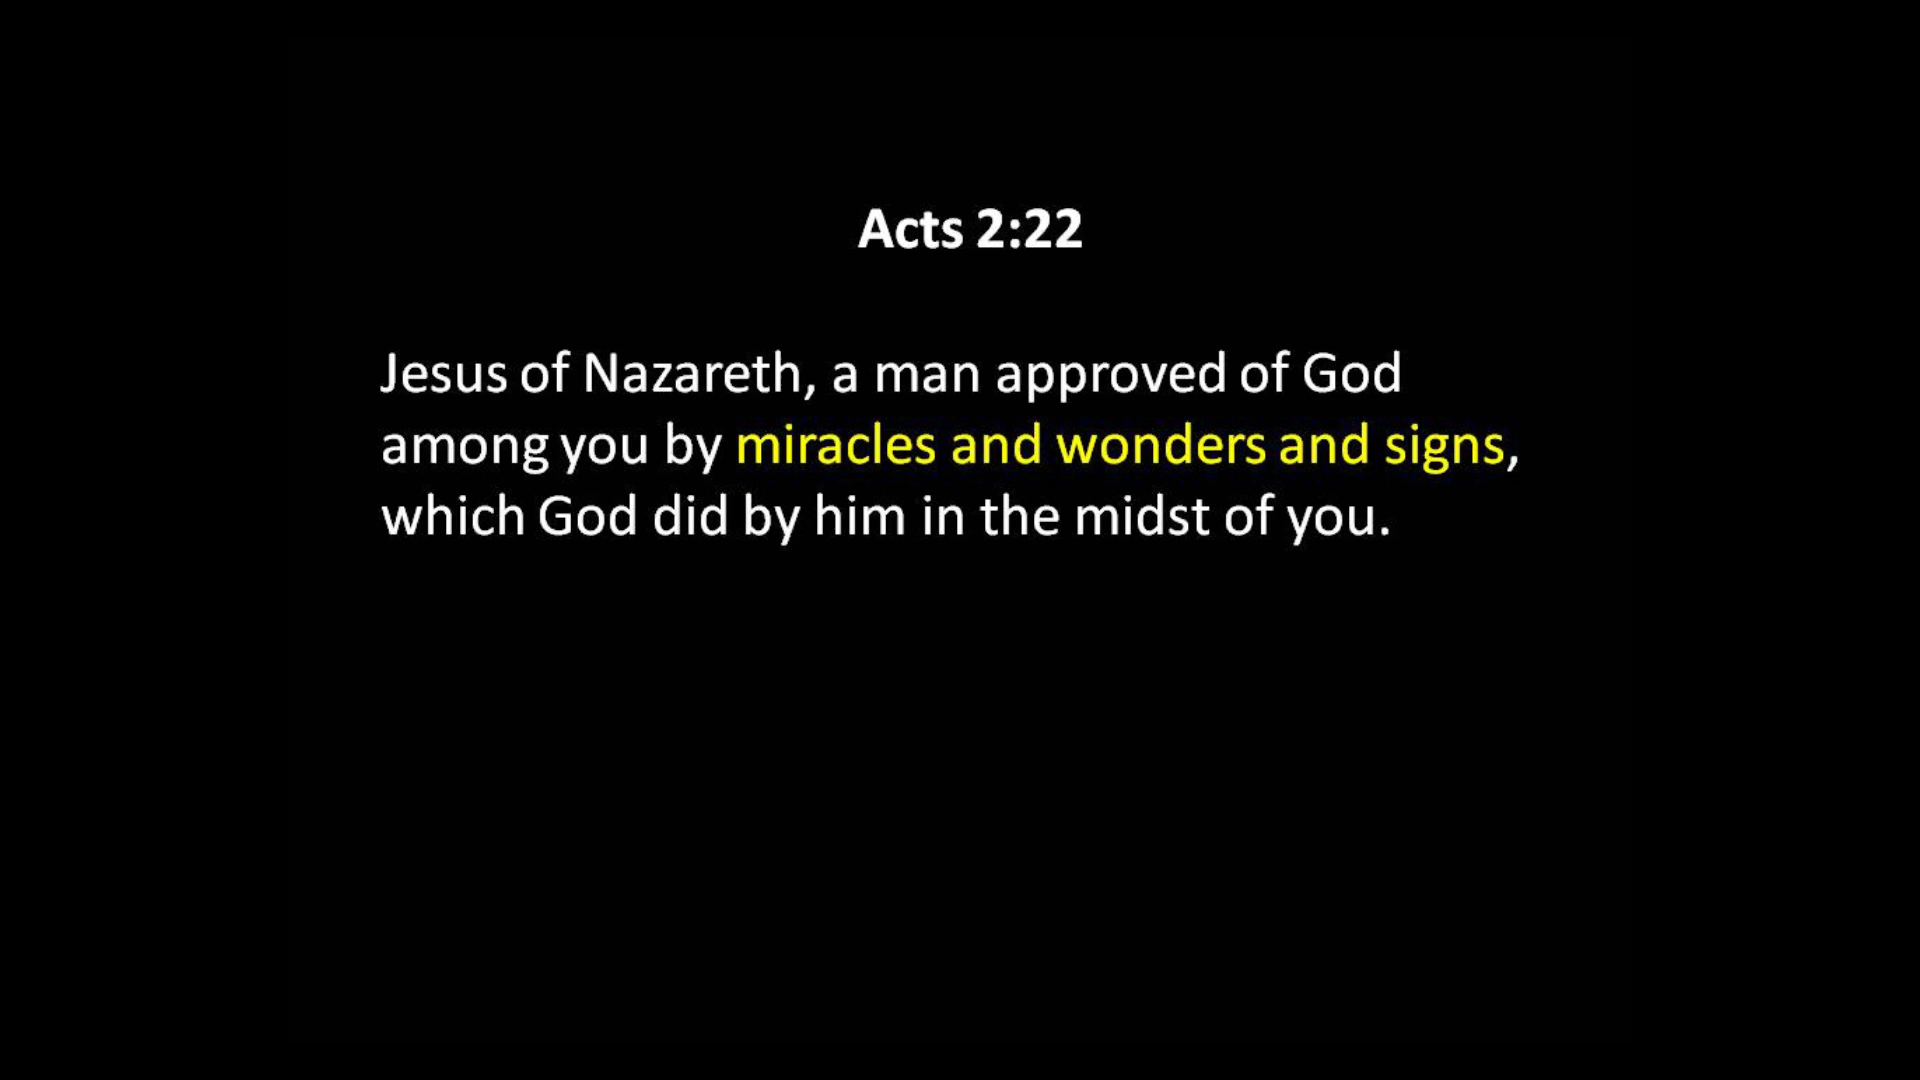 Acts 2:22
Jesus of Nazareth, a man approved of God
among you by miracles and wonders and signs,
which God did by him in the midst of you.